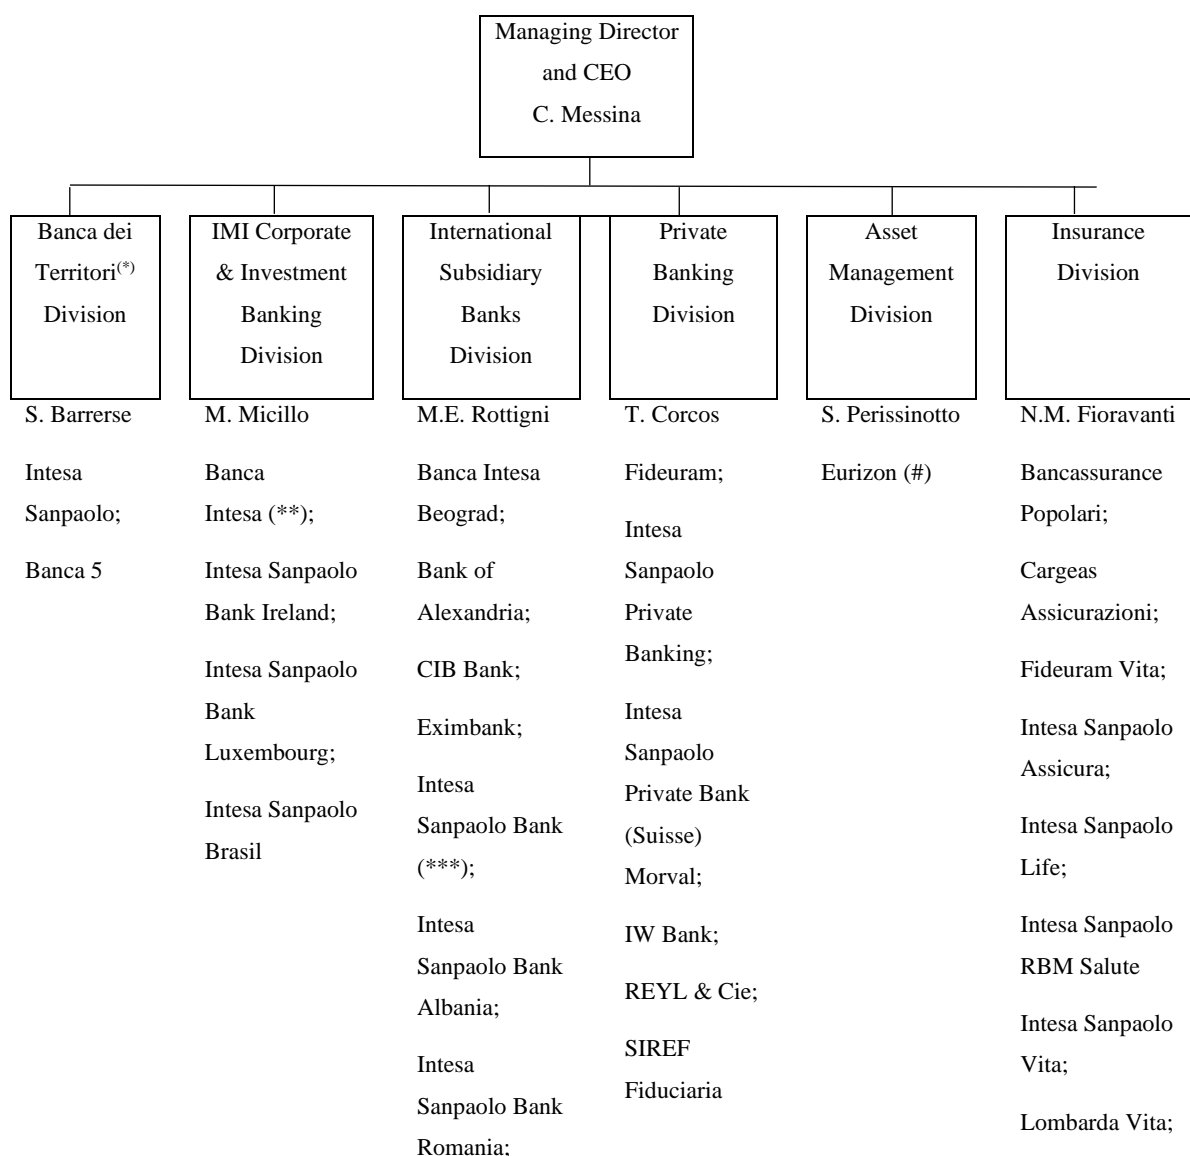 Managing Director
and CEO
C. Messina
Banca dei
Territori(*)
Division
IMI Corporate
& Investment
Banking
Division
International
Subsidiary
Banks
Division
Private
Banking
Division
Asset
Management
Division
Insurance
Division
S. Barrerse
Intesa
Sanpaolo;
Banca 5
M. Micillo
Banca
Intesa (**);
Intesa Sanpaolo
Bank Ireland;
Intesa Sanpaolo
Bank
Luxembourg;
Intesa Sanpaolo
Brasil
M.E. Rottigni
Banca Intesa
Beograd;
Bank of
Alexandria;
CIB Bank;
Eximbank;
Intesa
Sanpaolo Bank
(***);
Intesa
Sanpaolo Bank
Albania;
Intesa
Sanpaolo Bank
Romania;
T. Corcos
Fideuram;
Intesa
Sanpaolo
Private
Banking;
Intesa
Sanpaolo
Private Bank
(Suisse)
Morval;
IW Bank;
REYL & Cie;
SIREF
Fiduciaria
S. Perissinotto
Eurizon (#)
N.M. Fioravanti
Bancassurance
Popolari;
Cargeas
Assicurazioni;
Fideuram Vita;
Intesa Sanpaolo
Assicura;
Intesa Sanpaolo
Life;
Intesa Sanpaolo
RBM Salute
Intesa Sanpaolo
Vita;
Lombarda Vita;